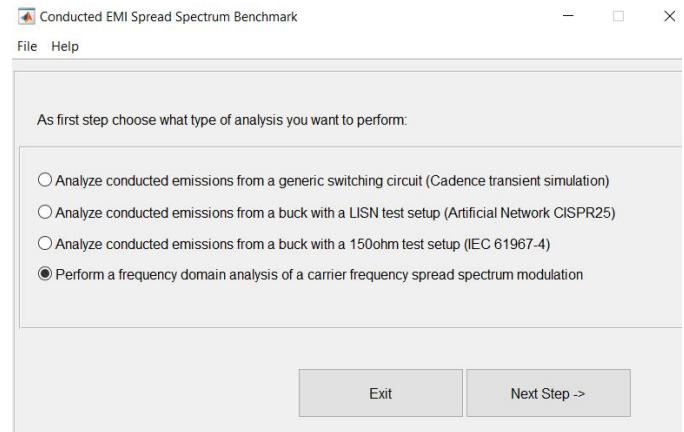 Conducted EMI Spread Spectrum Benchmark
File Help
As first step choose what type of analysis you want to perform:
Analyze conducted emissions from a generic switching circuit (Cadence transient simulation)
Analyze conducted emissions from a buck with a LISN test setup (Artificial Network CISPR25)
Analyze conducted emissions from a buck with a 150ohm test setup (IEC 61967-4)
Perform a frequency domain analysis of a carrier frequency spread spectrum modulation
Exit Next Step ->